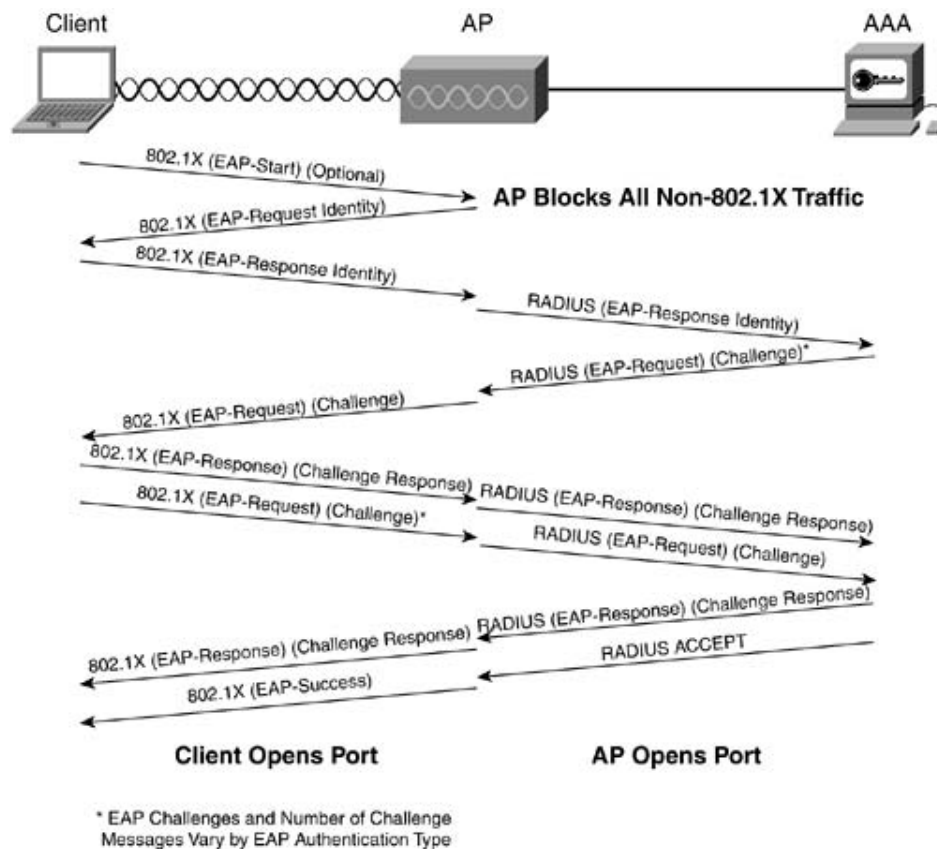 Client
AP
AAA
802.1X (EAP-Start) (Optional)
AP Blocks All Non-802.1X Traffic
802.1X (EAP-Request Identity)
802.1X (EAP-Response Identity)
RADIUS (EAP-Response Identity)
RADIUS (EAP-Request) (Challenge)*
802.1X (EAP-Request) (Challenge)
802.1X (EAP-Response) (Challenge Response)
RADIUS (EAP-Response) (Challenge Response)
802.1X (EAP-Request) (Challenge)*
RADIUS (EAP-Request) (Challenge)
RADIUS (EAP-Response) (Challenge Response)
802.1X (EAP-Response) (Challenge Response)
RADIUS ACCEPT
802.1X (EAP-Success)
Client Opens Port
AP Opens Port
* EAP Challenges and Number of Challenge
Messages Vary by EAP Authentication Type